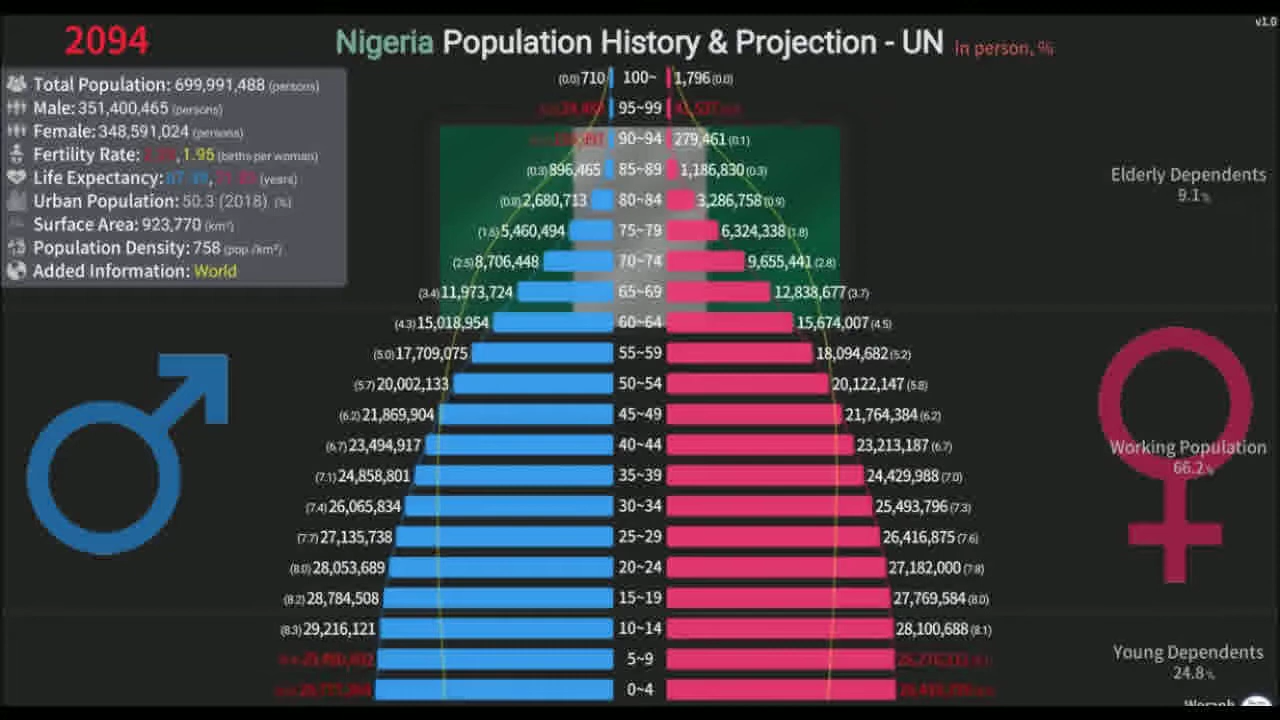 v1.0
2094
Nigeria Population History & Projection - UN In person, %
Total Population: 699,991,488 (persons)
Male: 351,400,465 (persons)
Female: 348,591,024 (persons)
Fertility Rate: , 1.95 (births per woman)
Life Expectancy: (years)
Urban Population: 50.3 (2018) (%)
Surface Area: 923,770 (km²)
Population Density: 758 (pop./km²)
Added Information: World
(0.0) 710 100~ 1,796 (0.0)
95~99
90~94 279,461 (0.1)
(0.3) 896,465 85~89 1,186,830 (0.3)
(0.8) 2,680,713 80~84 3,286,758 (0.9)
(1.6) 5,460,494 75~79 6,324,338 (1.8)
(2.5) 8,706,448 70~74 9,655,441 (2.8)
(3.4) 11,973,724 65~69 12,838,677 (3.7)
(4.3) 15,018,954 60~64 15,674,007 (4.5)
(5.0) 17,709,075 55~59 18,094,682 (5.2)
(5.7) 20,002,133 50~54 20,122,147 (5.8)
(6.2) 21,869,904 45~49 21,764,384 (6.2)
(6.7) 23,494,917 40~44 23,213,187 (6.7)
(7.1) 24,858,801 35~39 24,429,988 (7.0)
(7.4) 26,065,834 30~34 25,493,796 (7.3)
(7.7) 27,135,738 25~29 26,416,875 (7.6)
(8.0) 28,053,689 20~24 27,182,000 (7.8)
(8.2) 28,784,508 15~19 27,769,584 (8.0)
(8.3) 29,216,121 10~14 28,100,688 (8.1)
5~9
0~4
Elderly Dependents
9.1%
Working Population
66.2%
Young Dependents
24.8%